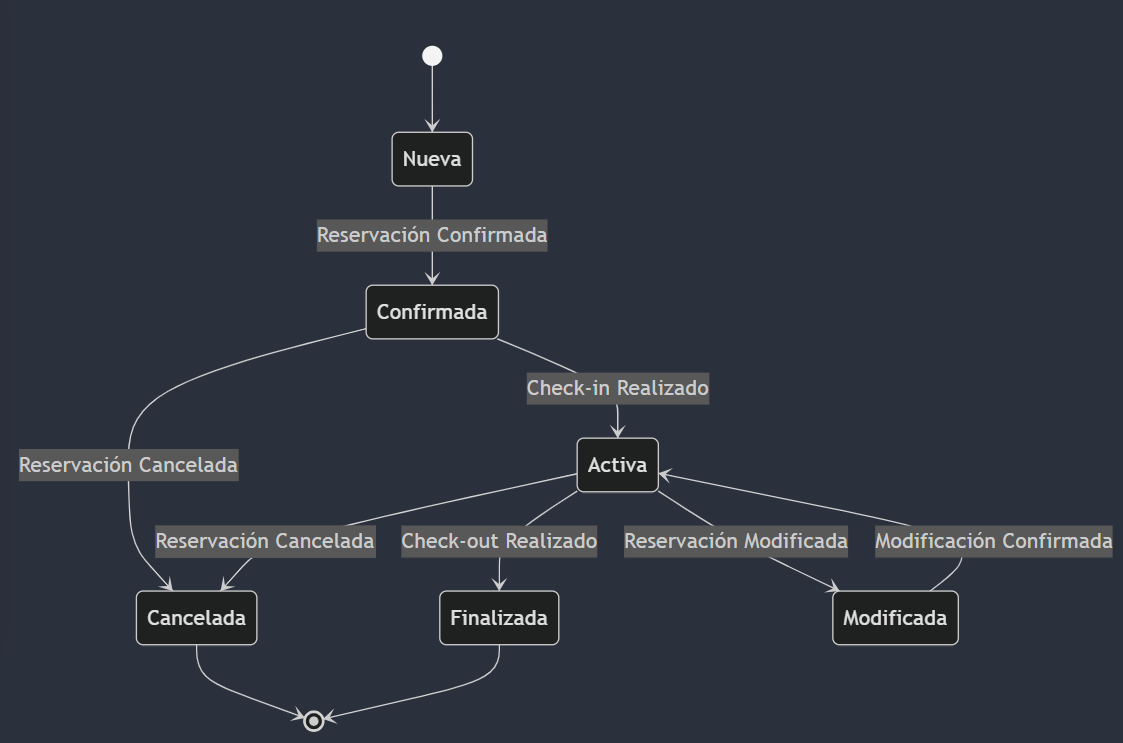 Nueva
Reservación Confirmada
Confirmada
Check-in Realizado
Reservación Cancelada
Activa
Reservación Cancelada
Check-out Realizado
Reservación Modificada
Modificación Confirmada
Cancelada
Finalizada
Modificada